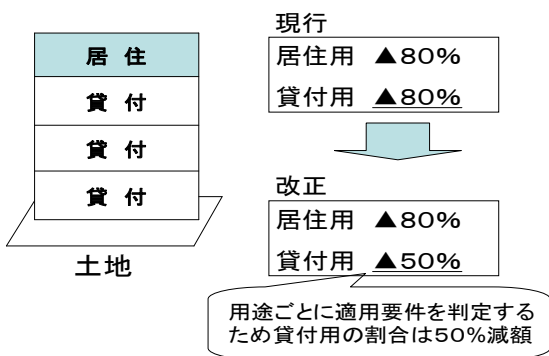 居 住
貸 付
貸 付
貸 付
土地
現行
居住用 ▲80%
貸付用 ▲80%
改正
居住用 ▲80%
貸付用 ▲50%
用途ごとに適用要件を判定する
ため貸付用の割合は50%減額